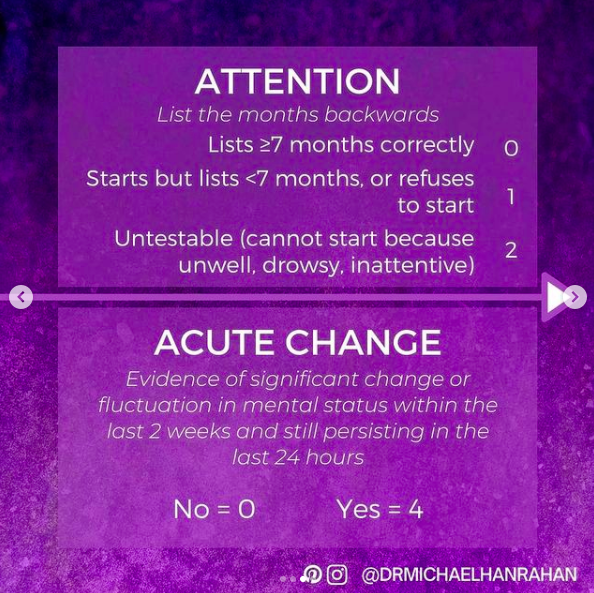 ATTENTION
List the months backwards
Lists ≥7 months correctly 0
Starts but lists <7 months, or refuses
to start 1
Untestable (cannot start because
unwell, drowsy, inattentive) 2
ACUTE CHANGE
Evidence of significant change or
fluctuation in mental status within the
last 2 weeks and still persisting in the
last 24 hours
No = 0 Yes = 4
@DRMICHAELHANRAHAN